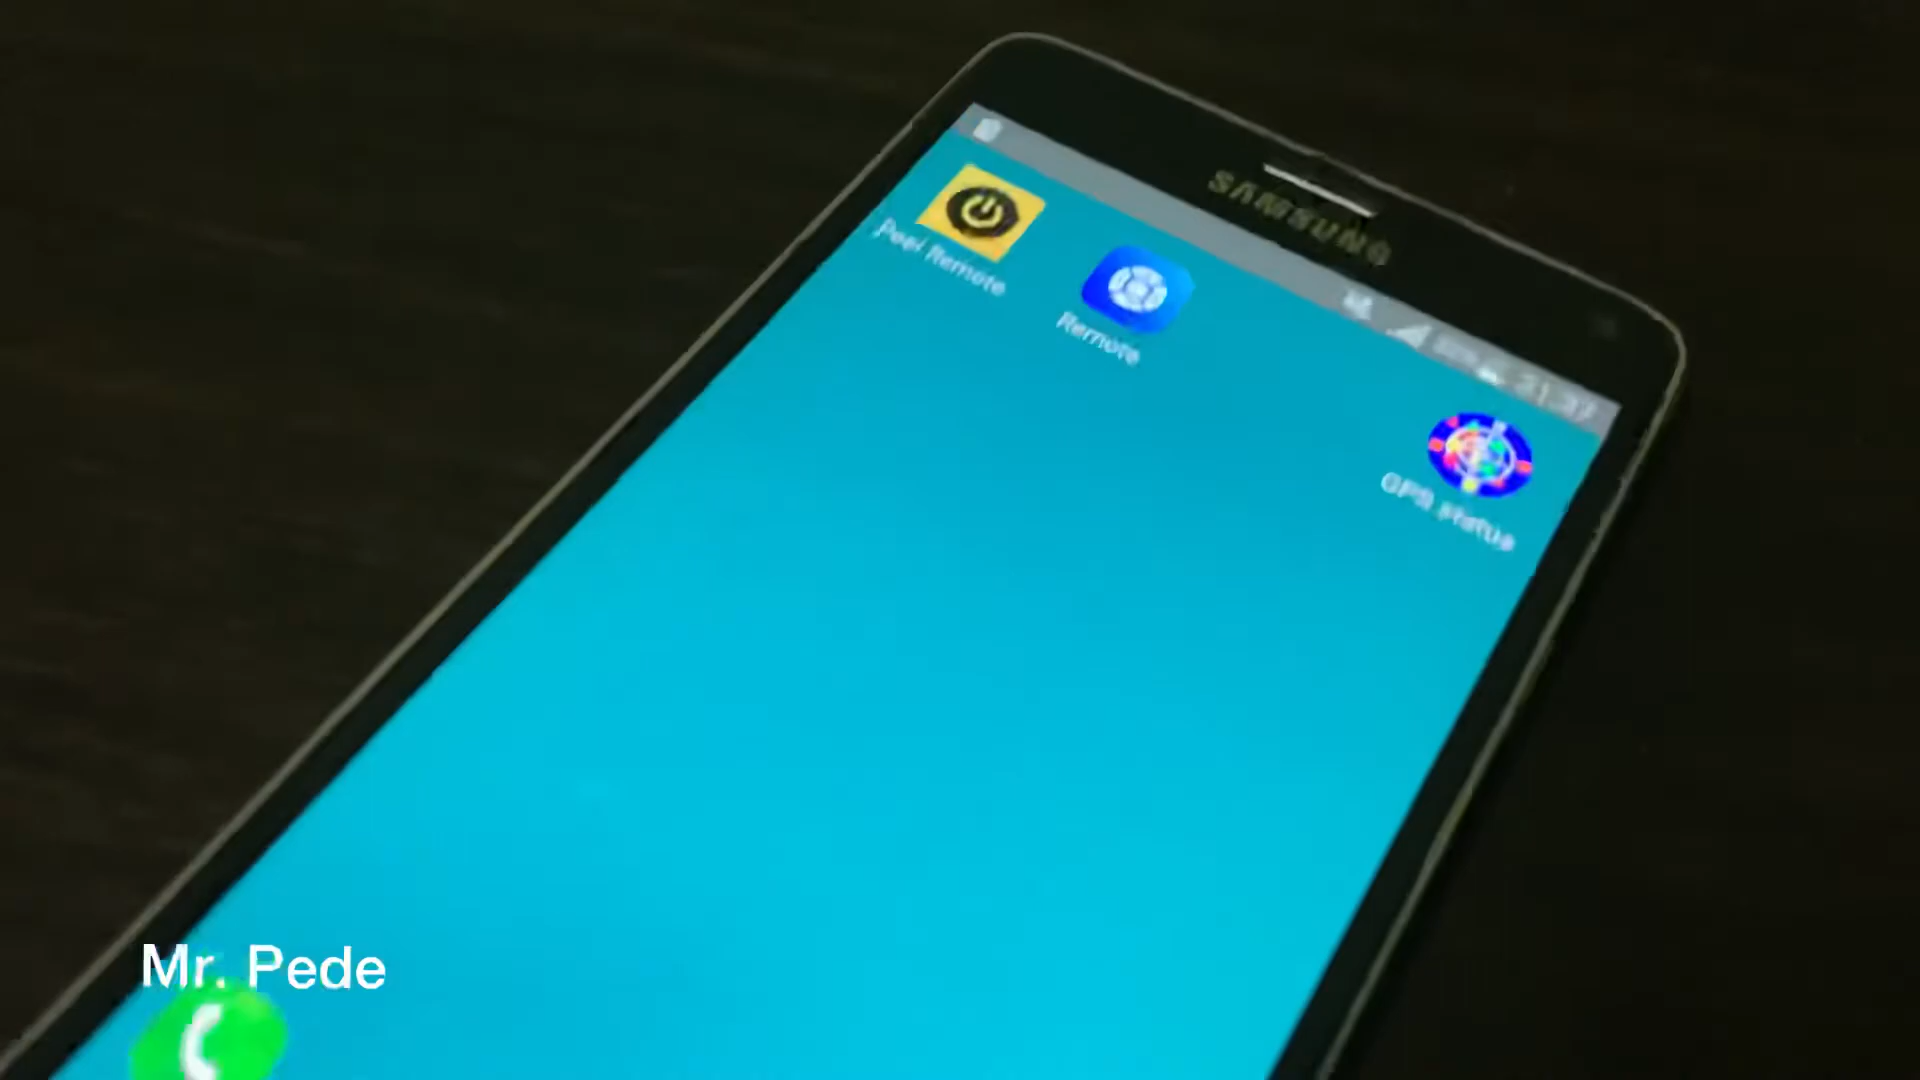 SAMSUNG
Peel Remote
Remote
GPS status
Mr. Pede